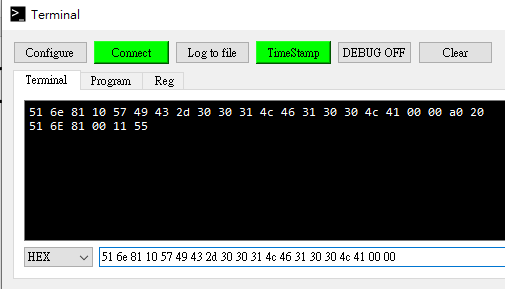 Terminal
Configure Connect Log to file TimeStamp DEBUG OFF Clear
Terminal Program Reg
51 6e 81 10 57 49 43 2d 30 30 31 4c 46 31 30 30 4c 41 00 00 a0 20
51 6E 81 00 11 55
HEX 51 6e 81 10 57 49 43 2d 30 30 31 4c 46 31 30 30 4c 41 00 00